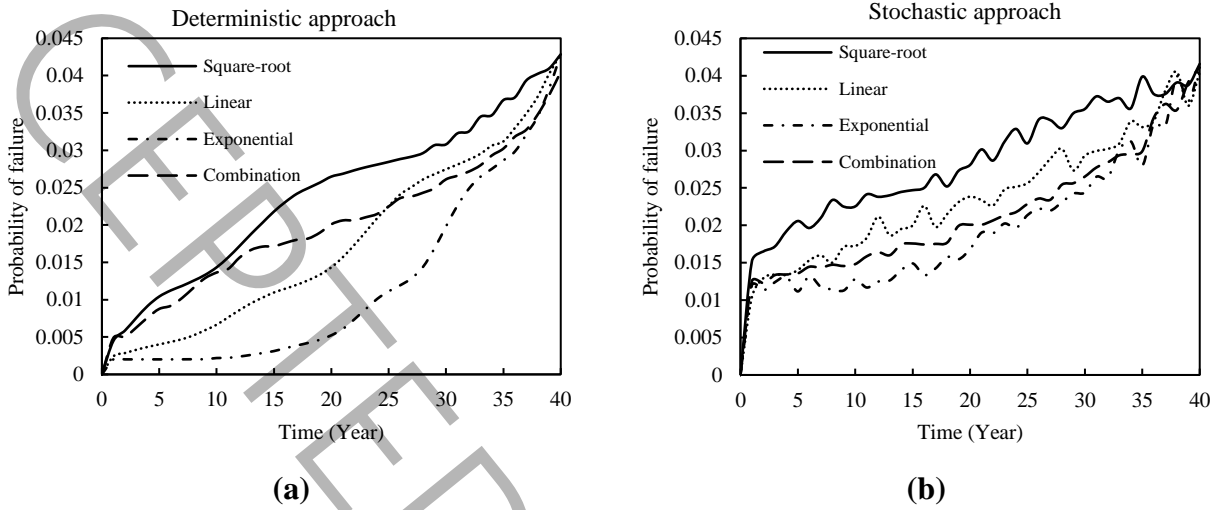 Deterministic approach
0.045
0.04
0.035
0.03
0.025
0.02
0.015
0.01
0.005
0
Probability of failure
Square-root
Linear
Exponential
Combination
0 5 10 15 20 25 30 35 40
Time (Year)
(a)
Stochastic approach
0.045
0.04
0.035
0.03
0.025
0.02
0.015
0.01
0.005
0
Probability of failure
Square-root
Linear
Exponential
Combination
0 5 10 15 20 25 30 35 40
Time (Year)
(b)
CEPTED